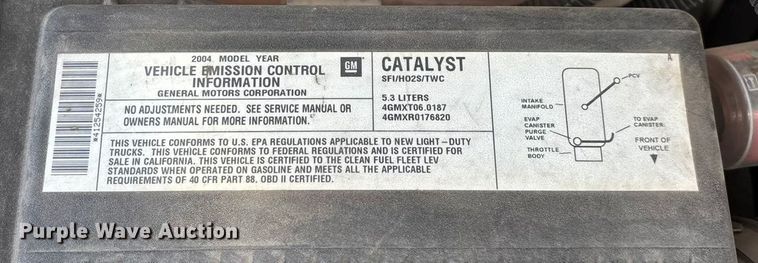 2004 MODEL YEAR
VEHICLE EMISSION CONTROL
INFORMATION
GENERAL MOTORS CORPORATION
GM
NO ADJUSTMENTS NEEDED. SEE SERVICE MANUAL OR
OWNERS MANUAL FOR MORE INFORMATION.
CATALYST
SFI/HO2S/TWC
5.3 LITERS
4GMXT06.0187
4GMXR0176820
THIS VEHICLE CONFORMS TO U.S. EPA REGULATIONS APPLICABLE TO NEW LIGHT-DUTY
TRUCKS. THIS VEHICLE CONFORMS TO FEDERAL REGULATIONS AND IS CERTIFIED FOR
SALE IN CALIFORNIA. THIS VEHICLE IS CERTIFIED TO THE CLEAN FUEL FLEET LEV
STANDARDS WHEN OPERATED ON GASOLINE AND MEETS ALL THE APPLICABLE
REQUIREMENTS OF 40 CFR PART 88. OBD II CERTIFIED.
*41254259*
A
PCV
INTAKE
MANIFOLD
EVAP
CANISTER
PURGE
VALVE
THROTTLE
BODY
TO EVAP
CANISTER
FRONT OF
VEHICLE
Purple Wave Auction